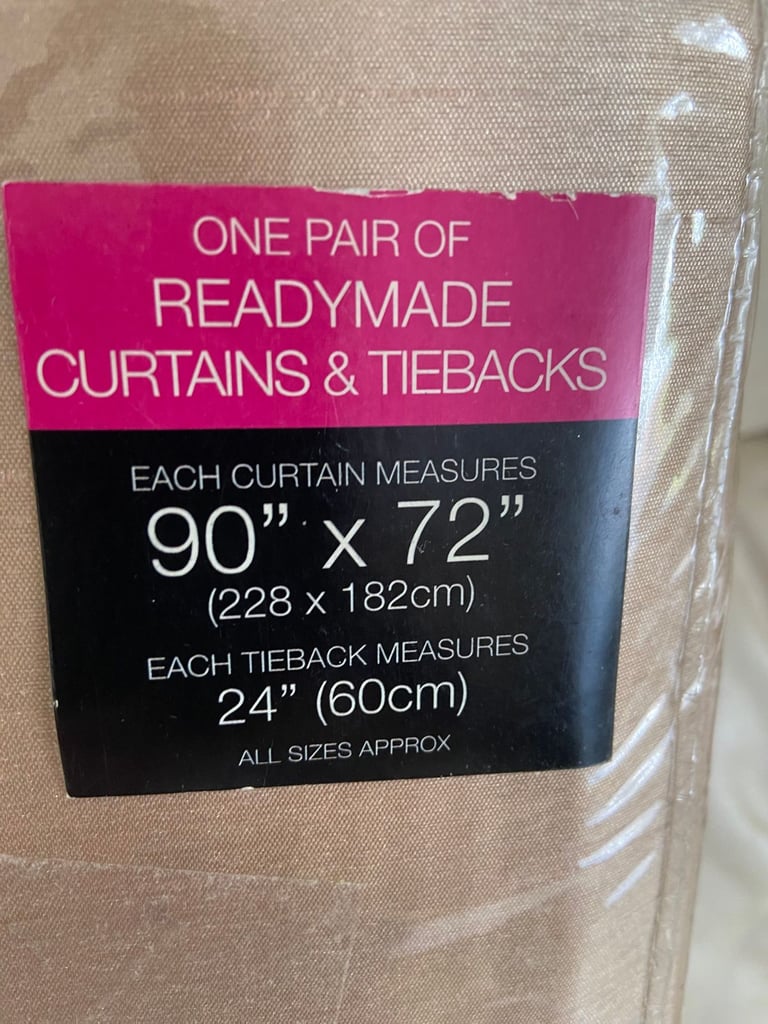 ONE PAIR OF
READYMADE
CURTAINS & TIEBACKS
EACH CURTAIN MEASURES
90” x 72”
(228 x 182cm)
EACH TIEBACK MEASURES
24” (60cm)
ALL SIZES APPROX